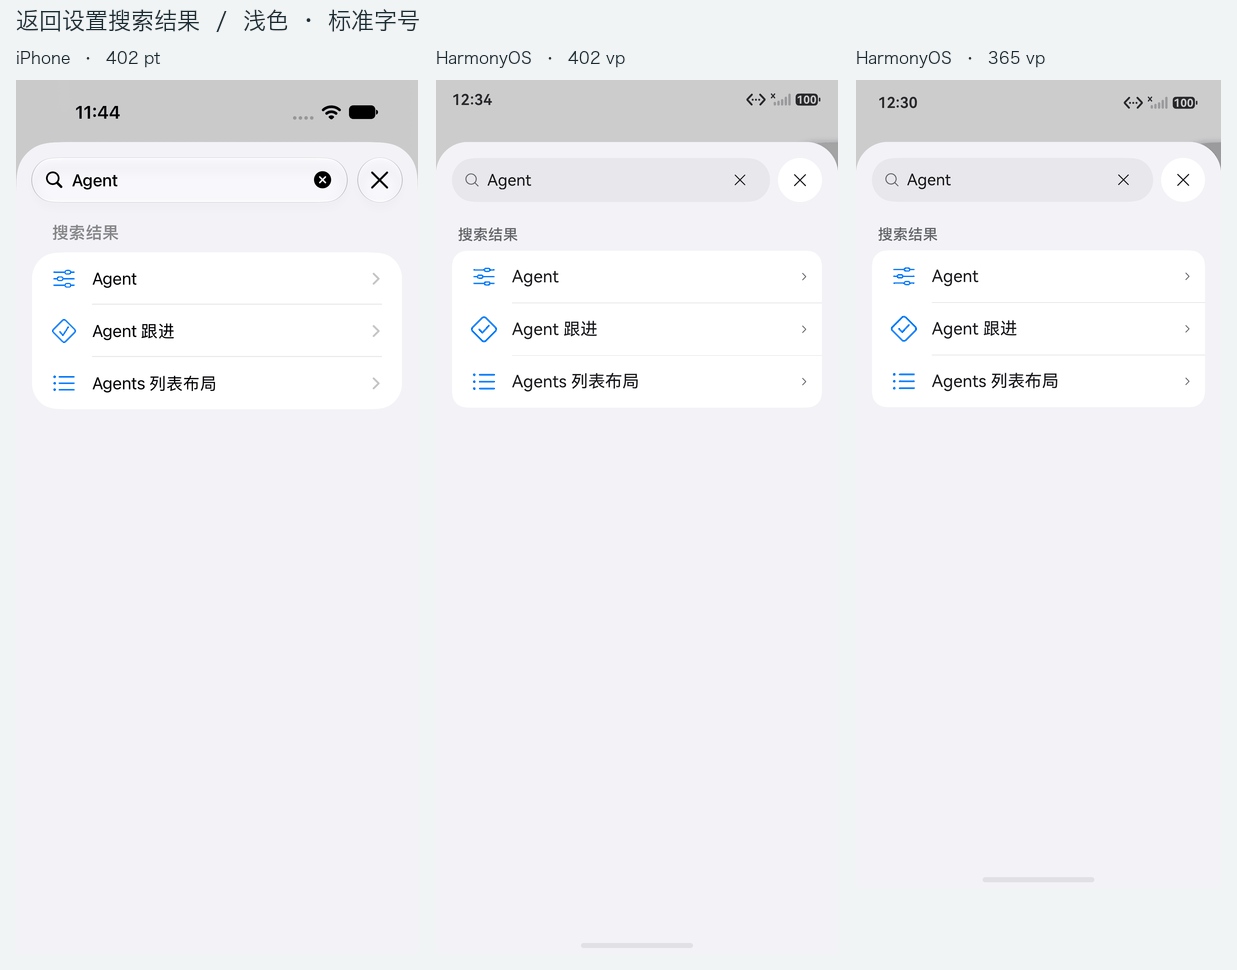 返回设置搜索结果 / 浅色 · 标准字号
iPhone · 402 pt
11:44
Agent
搜索结果
Agent
Agent 跟进
Agents 列表布局
HarmonyOS · 402 vp
12:34
100
Agent
搜索结果
Agent
Agent 跟进
Agents 列表布局
HarmonyOS · 365 vp
12:30
100
Agent
搜索结果
Agent
Agent 跟进
Agents 列表布局